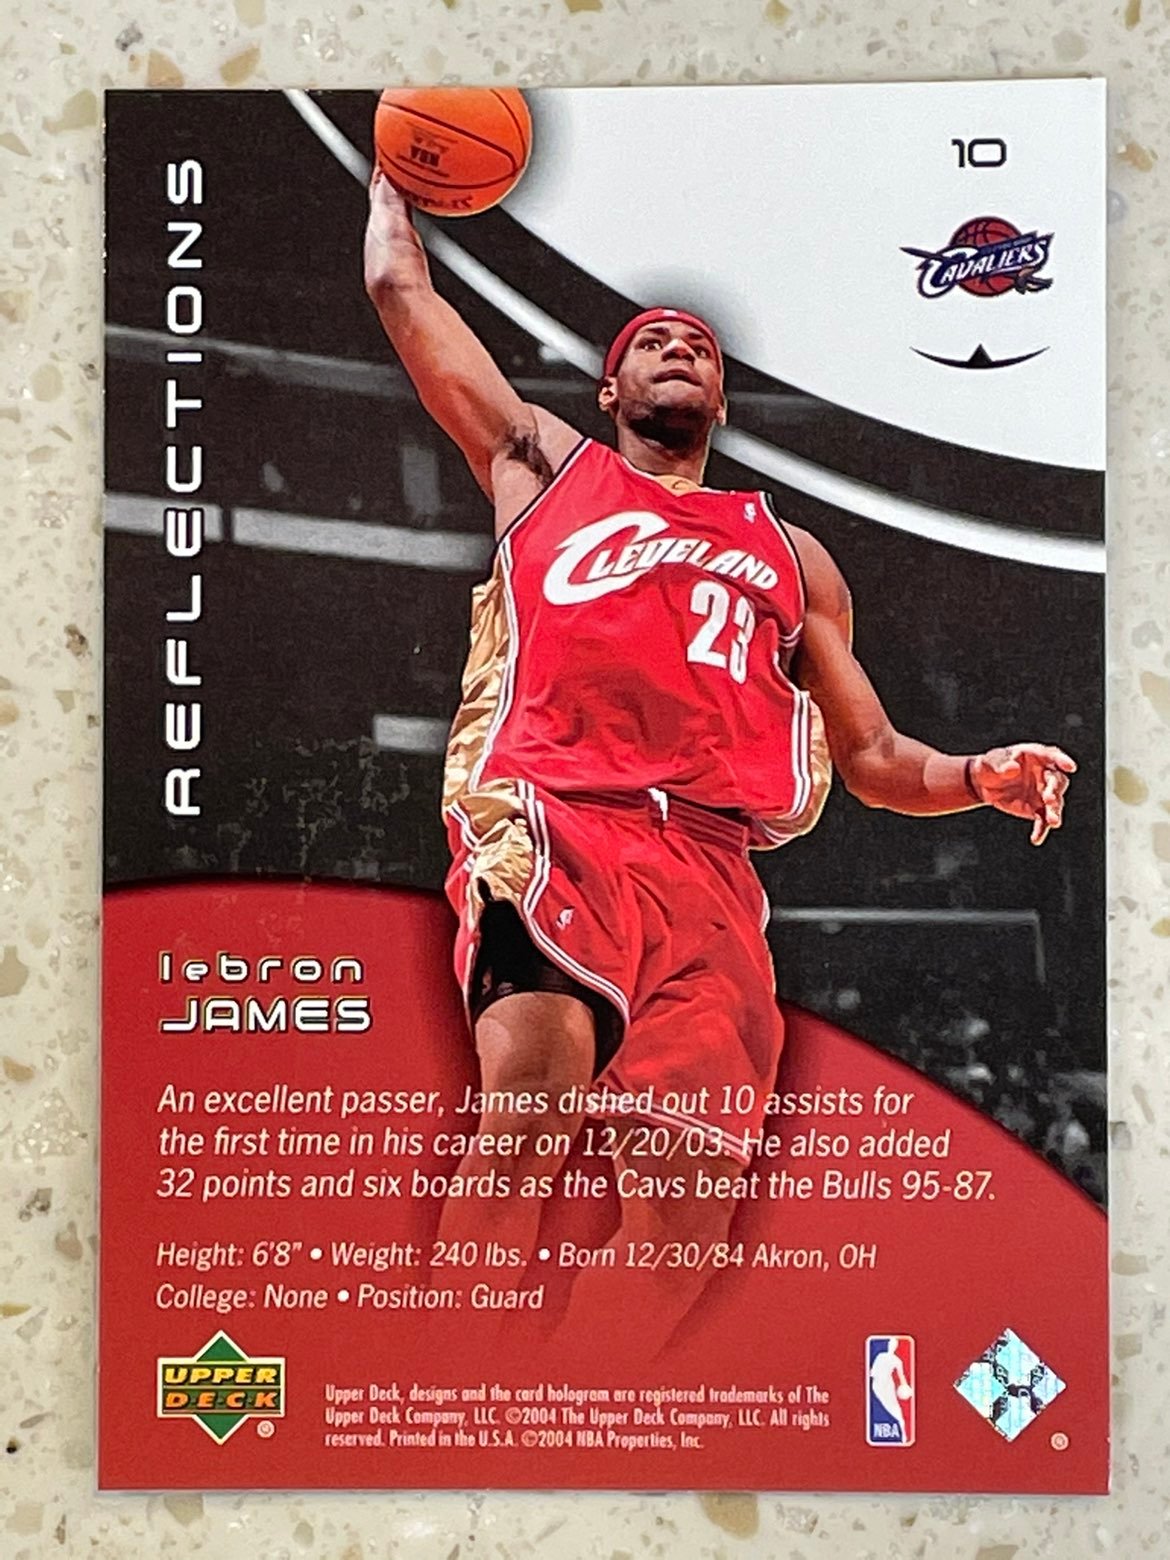 REFLECTIONS
10
CAVALIERS
CLEVELAND
23
lebron
JAMES
An excellent passer, James dished out 10 assists for
the first time in his career on 12/20/03. He also added
32 points and six boards as the Cavs beat the Bulls 95-87.
Height: 6'8" • Weight: 240 lbs. • Born 12/30/84 Akron, OH
College: None • Position: Guard
UPPER
DECK
Upper Deck, designs and the card hologram are registered trademarks of The
Upper Deck Company, LLC. ©2004 The Upper Deck Company, LLC. All rights
reserved. Printed in the U.S.A. ©2004 NBA Properties, Inc.
NBA